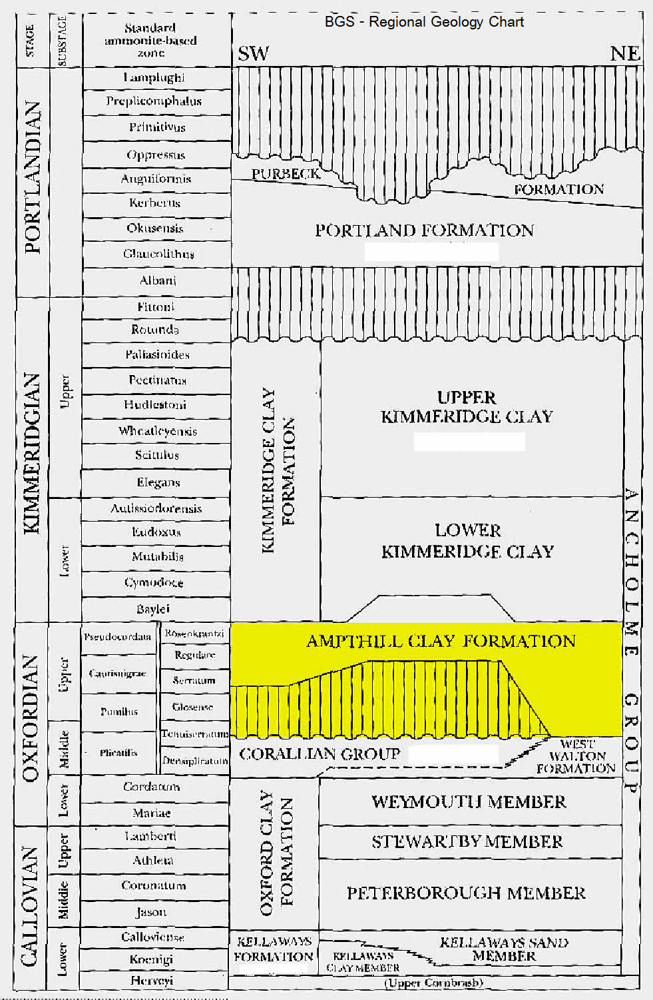 BGS - Regional Geology Chart
STAGE
SUBSTAGE
Standard
ammonite-based
zone
SW
NE
PORTLANDIAN
Lamplughi
Preplicomphalus
Primitivus
Oppressus
Anguiformis
Kerberus
Okusensis
Glaucolithus
Albani
PURBECK
FORMATION
PORTLAND FORMATION
KIMMERIDGIAN
Upper
Fittoni
Rotunda
Pallasioides
Pectinatus
Hudlestoni
Wheatleyensis
Scitulus
Elegans
Lower
Autissiodorensis
Eudoxus
Mutabilis
Cymodoce
Baylei
KIMMERIDGE CLAY
FORMATION
UPPER
KIMMERIDGE CLAY
LOWER
KIMMERIDGE CLAY
ANCHOLME GROUP
OXFORDIAN
Upper
Middle
Lower
Pseudocordata
Cautisnigrae
Pumilus
Plicatilis
Rosenkrantzi
Regulare
Serratum
Glosense
Tenuiserratum
Densiplicatum
Cordatum
Mariae
AMPTHILL CLAY FORMATION
CORALLIAN GROUP
WEST
WALTON
FORMATION
OXFORD CLAY
FORMATION
WEYMOUTH MEMBER
STEWARTBY MEMBER
PETERBOROUGH MEMBER
CALLOVIAN
Upper
Middle
Lower
Lamberti
Athleta
Coronatum
Jason
Calloviense
Koenigi
Herveyi
KELLAWAYS
FORMATION
KELLAWAYS
CLAY MEMBER
KELLAWAYS SAND
MEMBER
(Upper Cornbrash)